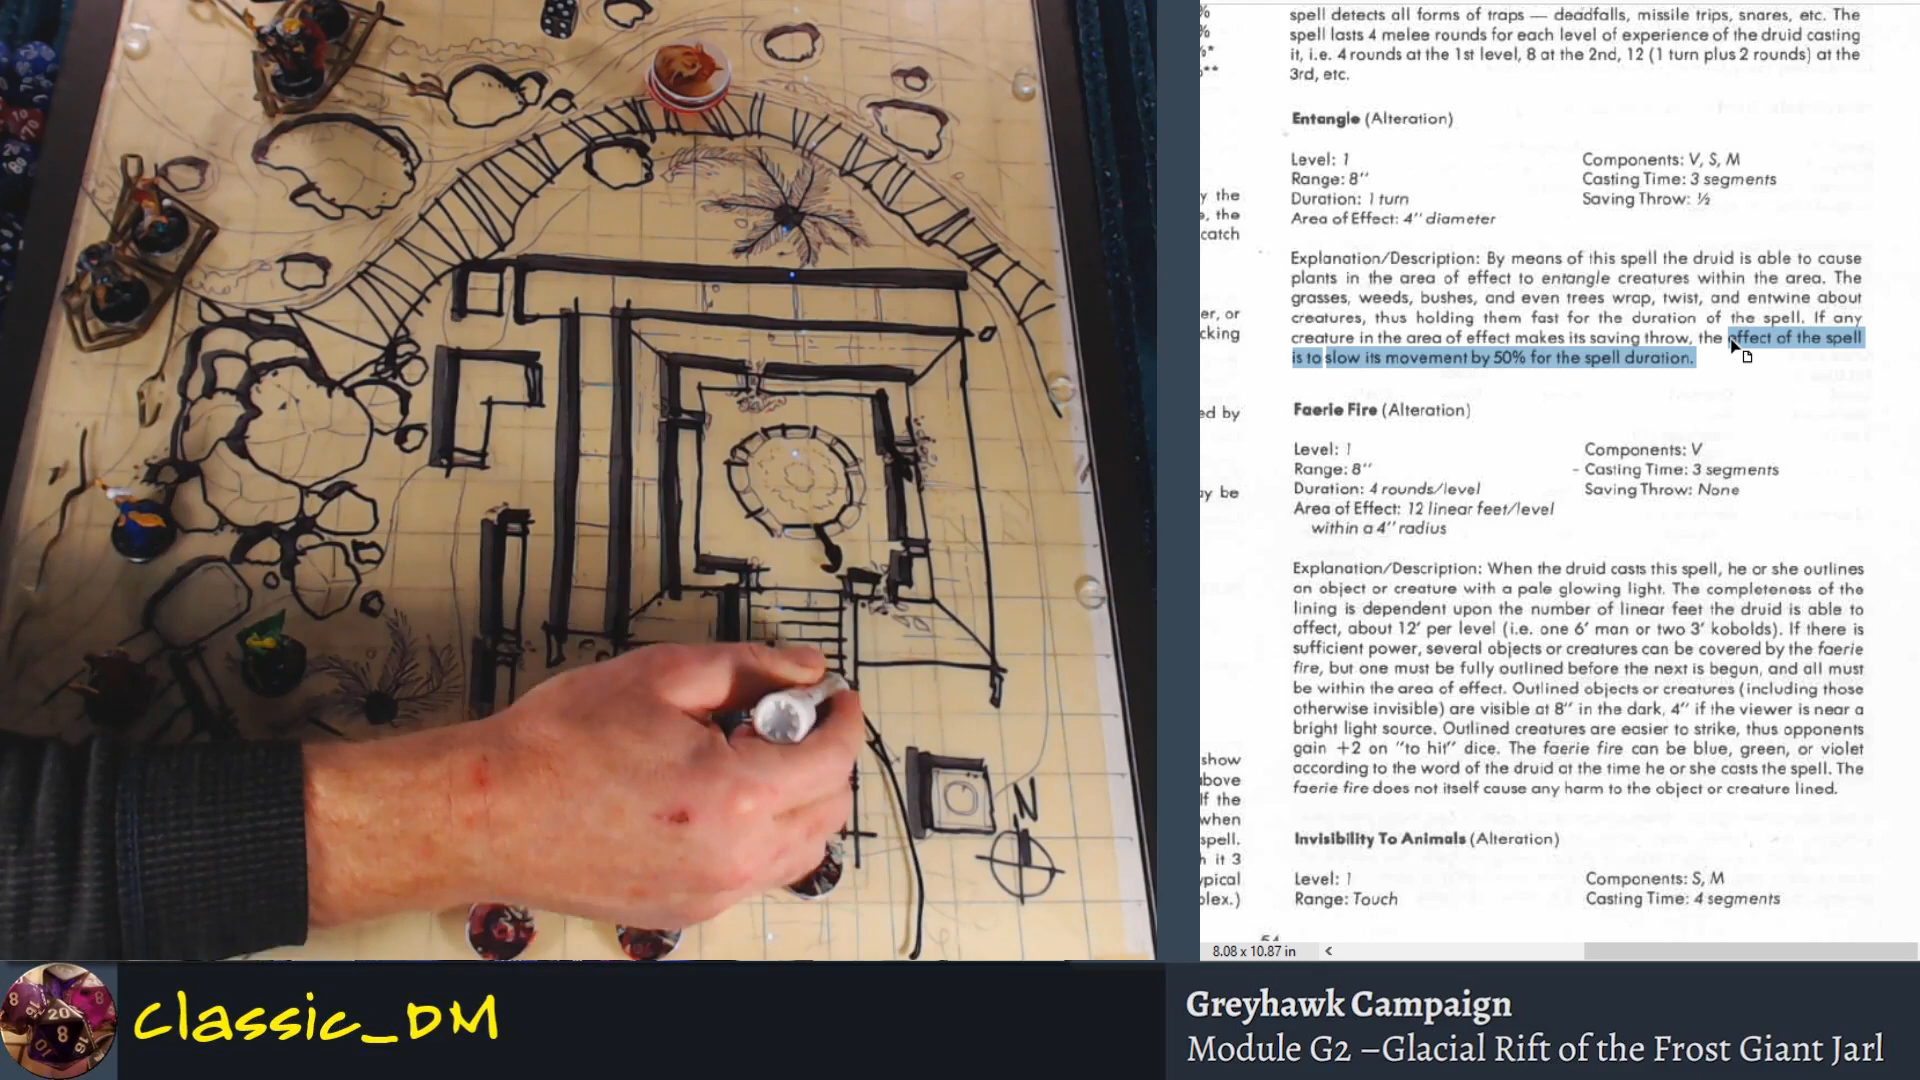 spell detects all forms of traps — deadfalls, missile trips, snares, etc. The
spell lasts 4 melee rounds for each level of experience of the druid casting
it, i.e. 4 rounds at the 1st level, 8 at the 2nd, 12 (1 turn plus 2 rounds) at the
3rd, etc.
Entangle (Alteration)
Level: 1
Components: V, S, M
Range: 8''
Casting Time: 3 segments
Duration: 1 turn
Saving Throw: ½
Area of Effect: 4'' diameter
Explanation/Description: By means of this spell the druid is able to cause
plants in the area of effect to entangle creatures within the area. The
grasses, weeds, bushes, and even trees wrap, twist, and entwine about
creatures, thus holding them fast for the duration of the spell. If any
creature in the area of effect makes its saving throw, the effect of the spell
is to slow its movement by 50% for the spell duration.
Faerie Fire (Alteration)
Level: 1
Components: V
Range: 8''
- Casting Time: 3 segments
Duration: 4 rounds/level
Saving Throw: None
Area of Effect: 12 linear feet/level
within a 4'' radius
Explanation/Description: When the druid casts this spell, he or she outlines
an object or creature with a pale glowing light. The completeness of the
lining is dependent upon the number of linear feet the druid is able to
affect, about 12' per level (i.e. one 6' man or two 3' kobolds). If there is
sufficient power, several objects or creatures can be covered by the faerie
fire, but one must be fully outlined before the next is begun, and all must
be within the area of effect. Outlined objects or creatures (including those
otherwise invisible) are visible at 8'' in the dark, 4'' if the viewer is near a
bright light source. Outlined creatures are easier to strike, thus opponents
gain +2 on "to hit" dice. The faerie fire can be blue, green, or violet
according to the word of the druid at the time he or she casts the spell. The
faerie fire does not itself cause any harm to the object or creature lined.
Invisibility To Animals (Alteration)
Level: 1
Components: S, M
Range: Touch
Casting Time: 4 segments
8.08 x 10.87 in
N
classic_DM
Greyhawk Campaign
Module G2 –Glacial Rift of the Frost Giant Jarl